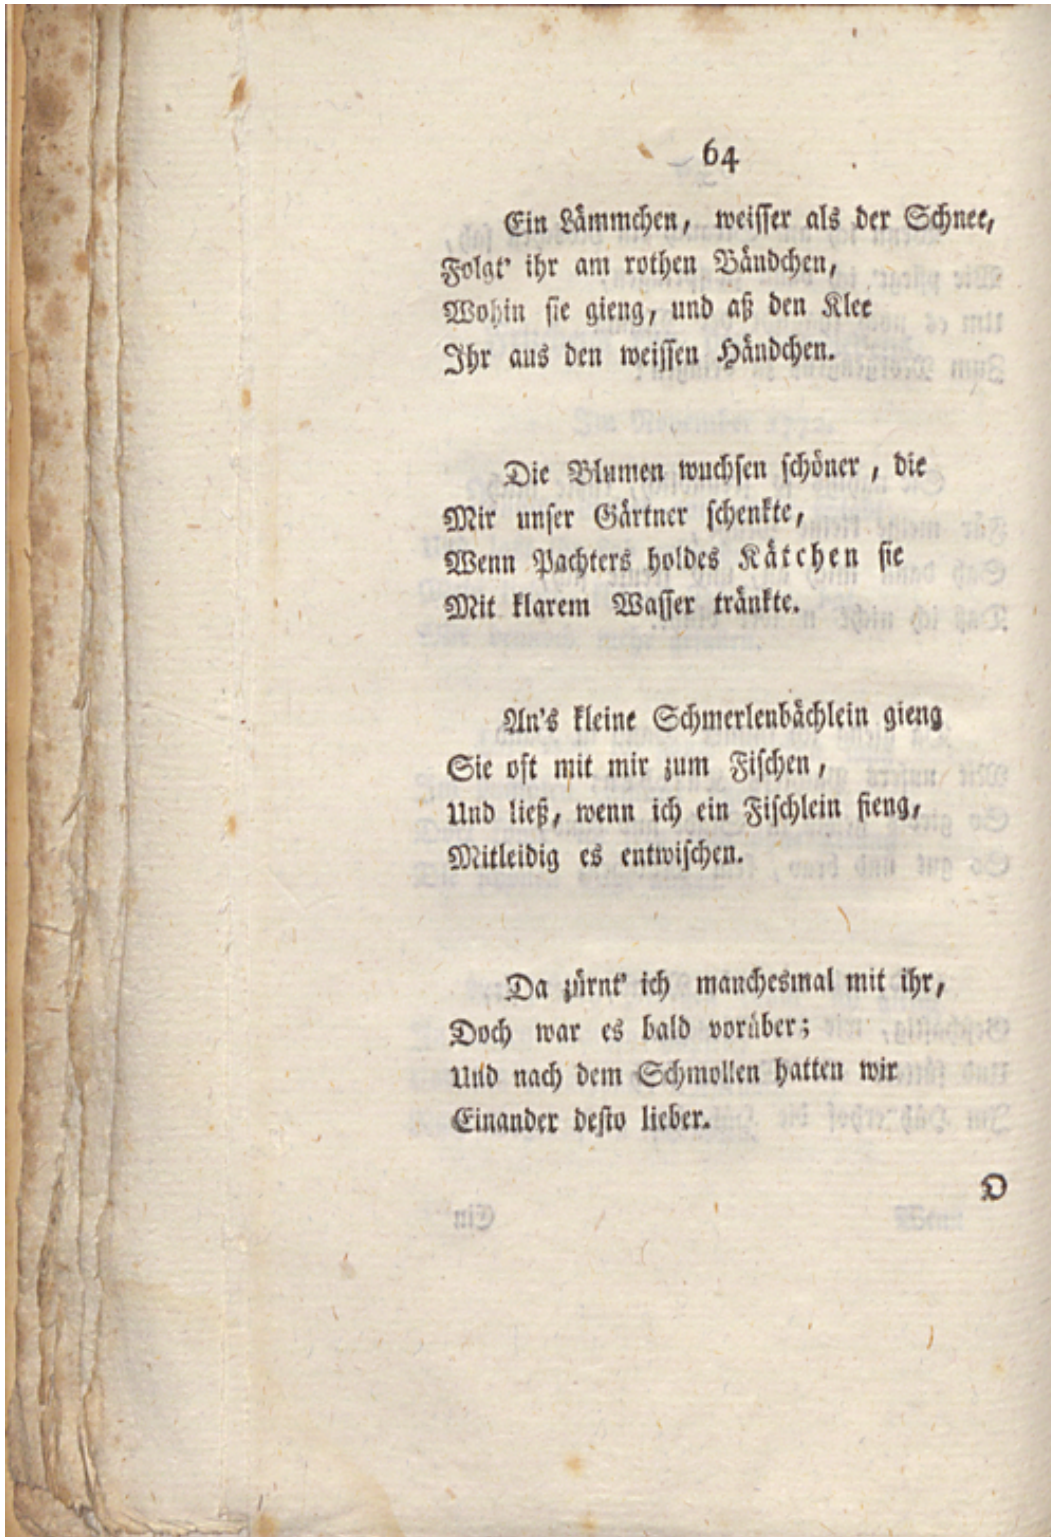 64
Ein Lämmchen, weisser als der Schnee,
Folgt' ihr am rothen Bändchen,
Wohin sie gieng, und aß den Klee
Ihr aus den weissen Händchen.
Die Blumen wuchsen schöner, die
Mir unser Gärtner schenkte,
Wenn Pachters holdes Kätchen sie
Mit klarem Wasser tränkte.
An's kleine Schmerlenbächlein gieng
Sie oft mit mir zum Fischen,
Und ließ, wenn ich ein Fischlein fieng,
Mitleidig es entwischen.
Da zürnt' ich manchesmal mit ihr,
Doch war es bald vorüber;
Und nach dem Schmollen hatten wir
Einander desto lieber.
O